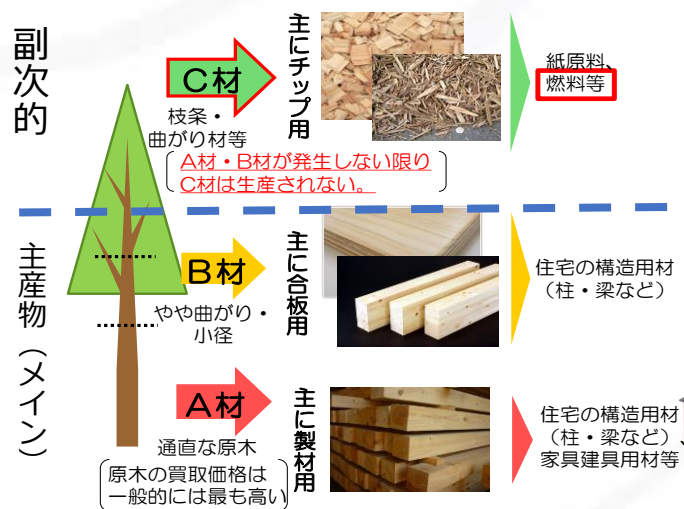 副次的
C材
枝条・
曲がり材等
A材・B材が発生しない限り
C材は生産されない。
主にチップ用
紙原料、
燃料等
主産物（メイン）
B材
やや曲がり・
小径
主に合板用
住宅の構造用材
（柱・梁など）
A材
通直な原木
原木の買取価格は
一般的には最も高い
主に製材用
住宅の構造用材
（柱・梁など）、
家具建具用材等